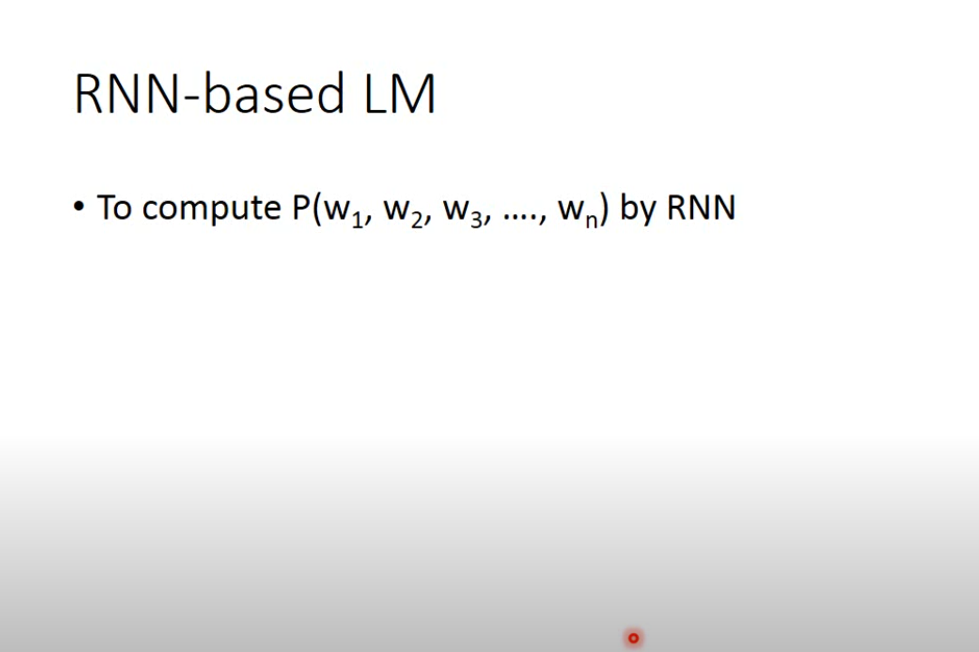 RNN-based LM
• To compute P(w₁, w₂, w₃, ...., wₙ) by RNN